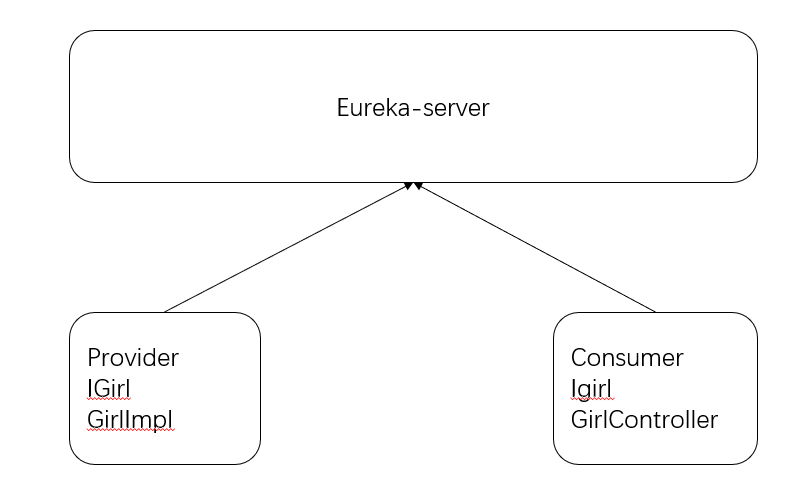 Eureka-server
Provider
IGirl
GirlImpl
Consumer
Igirl
GirlController